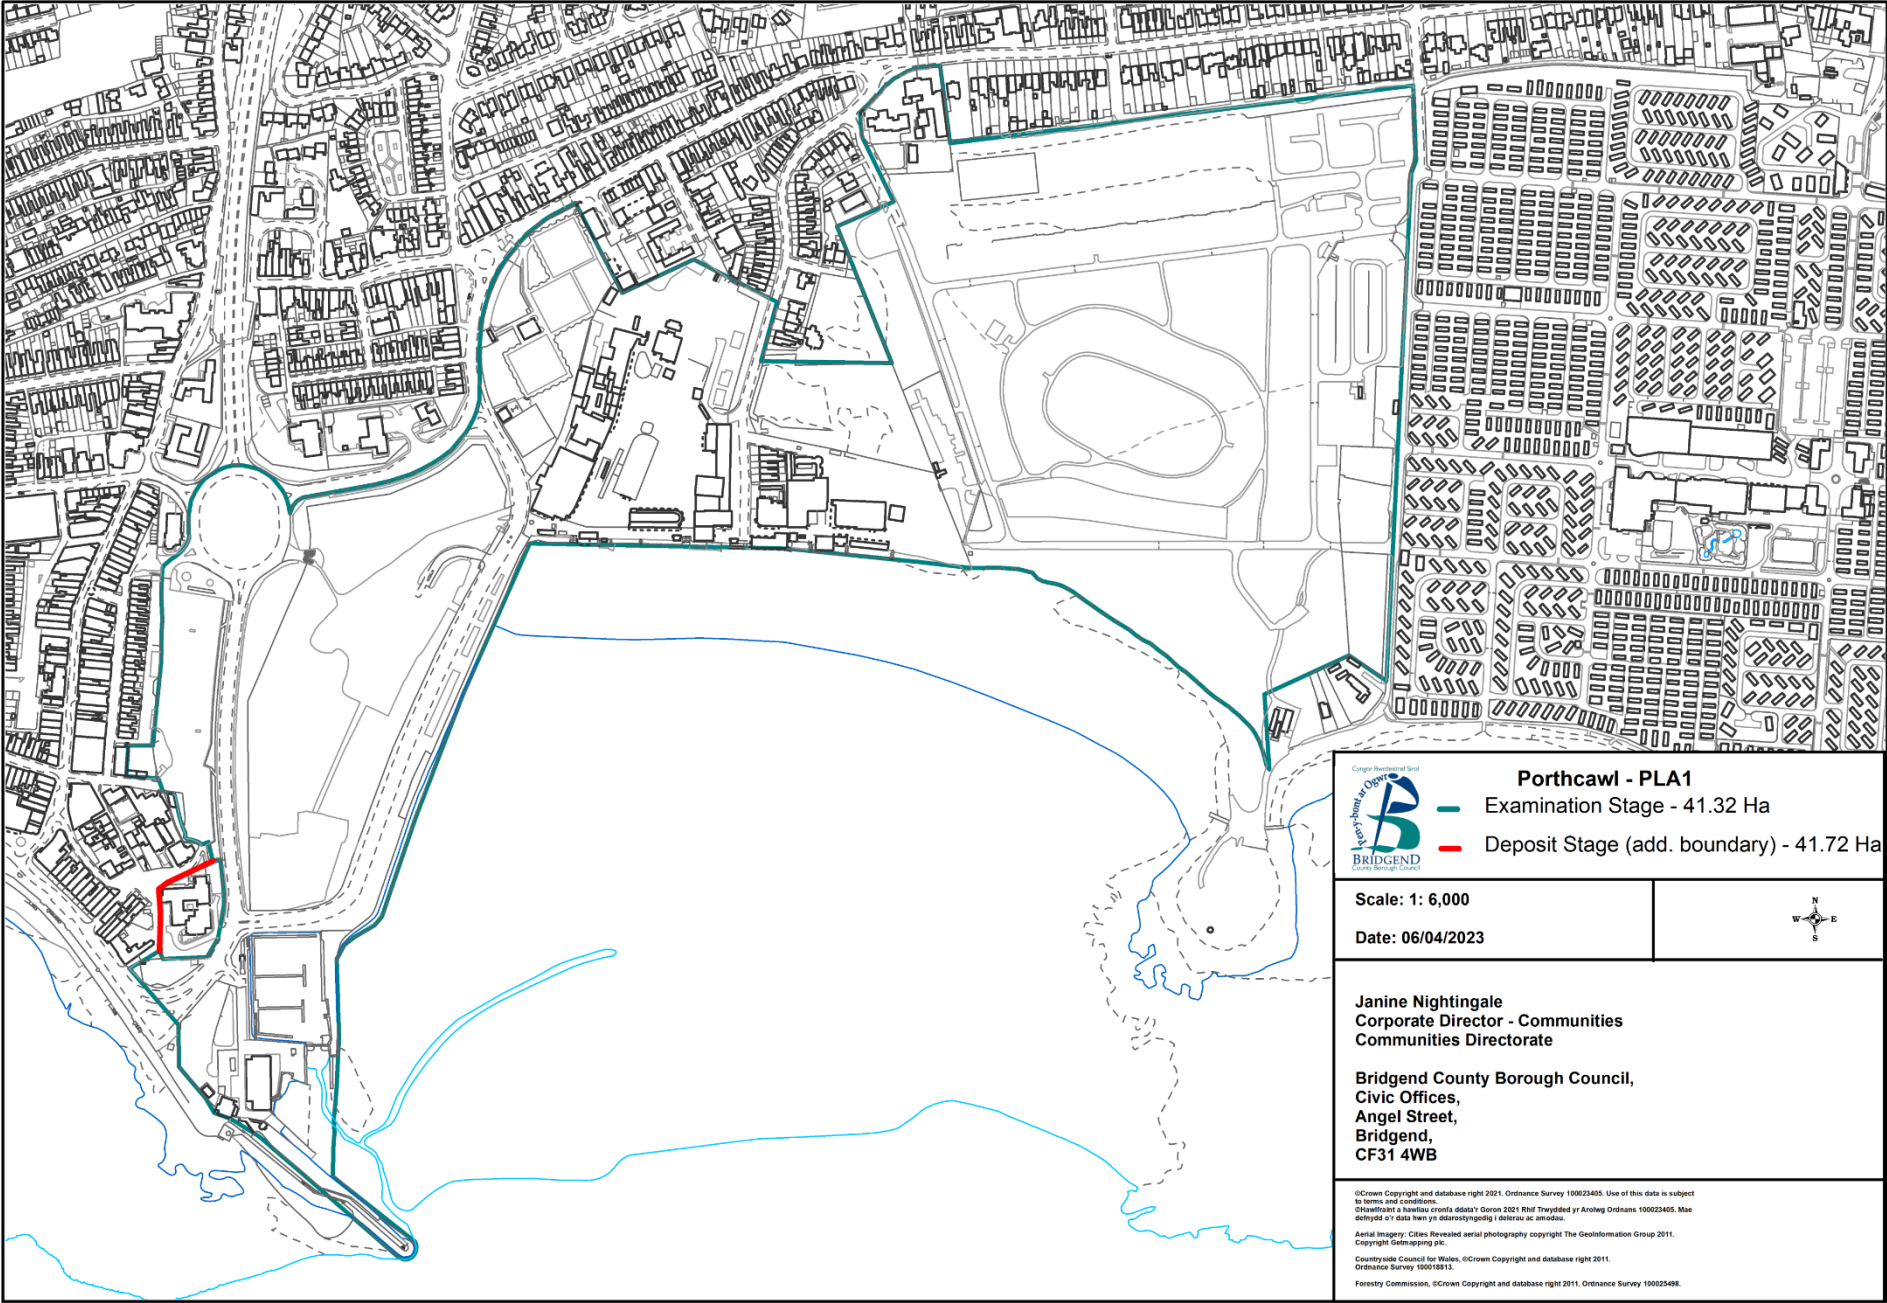 Cyngor Bwrdeistref Sirol
Pen-y-bont ar Ogwr
BRIDGEND
County Borough Council
Porthcawl - PLA1
Examination Stage - 41.32 Ha
Deposit Stage (add. boundary) - 41.72 Ha
Scale: 1: 6,000
Date: 06/04/2023
N
W E
S
Janine Nightingale
Corporate Director - Communities
Communities Directorate
Bridgend County Borough Council,
Civic Offices,
Angel Street,
Bridgend,
CF31 4WB
©Crown Copyright and database right 2021. Ordnance Survey 100023405. Use of this data is subject
to terms and conditions.
©Hawlfraint a hawliau cronfa ddata'r Goron 2021 Rhif Trwydded yr Arolwg Ordnans 100023405. Mae
defnydd o'r data hwn yn ddarostyngedig i delerau ac amodau.
Aerial Imagery: Cities Revealed aerial photography copyright The GeoInformation Group 2011.
Copyright Getmapping plc.
Countryside Council for Wales, ©Crown Copyright and database right 2011.
Ordnance Survey 100018813.
Forestry Commission, ©Crown Copyright and database right 2011. Ordnance Survey 100025498.